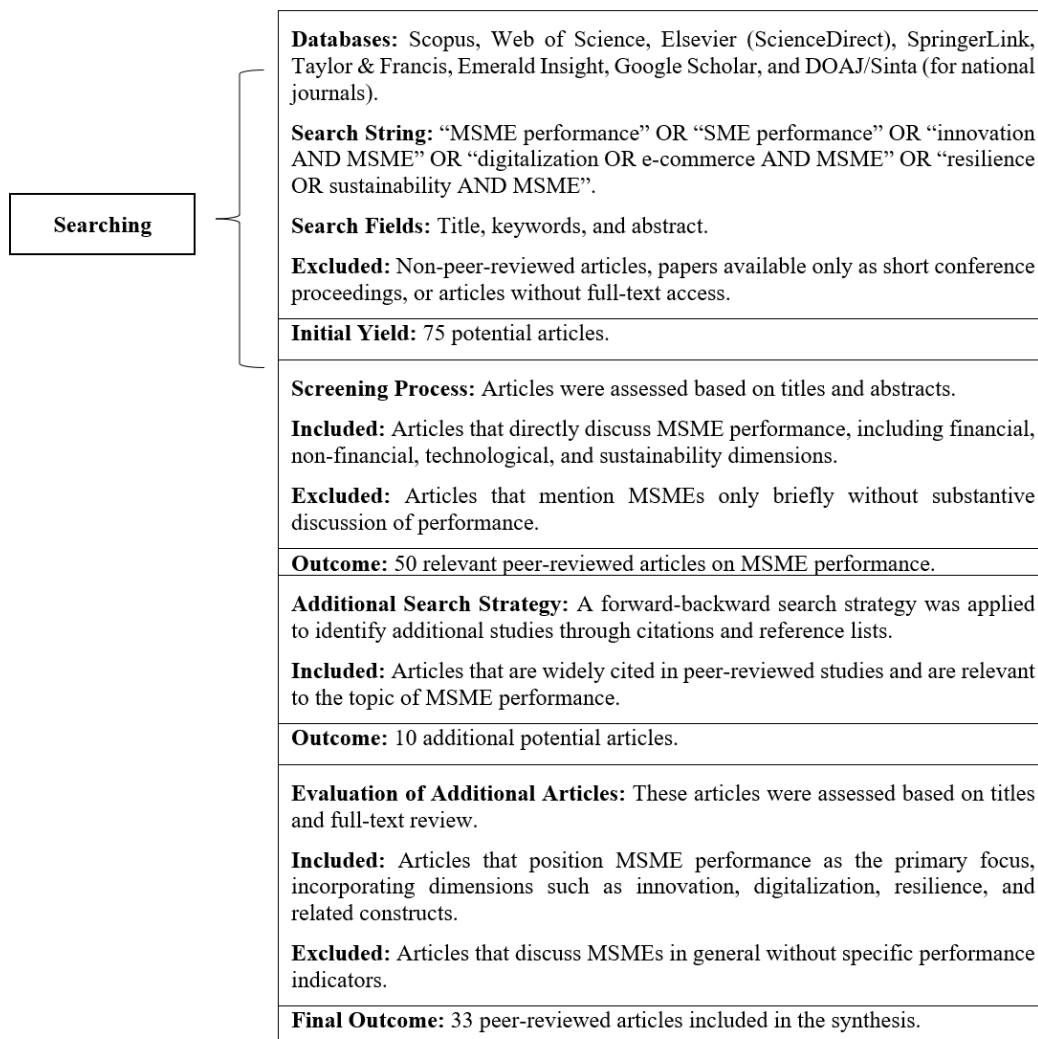 Databases: Scopus, Web of Science, Elsevier (ScienceDirect), SpringerLink,
Taylor & Francis, Emerald Insight, Google Scholar, and DOAJ/Sinta (for national
journals).
Search String: “MSME performance” OR “SME performance” OR “innovation
AND MSME” OR “digitalization OR e-commerce AND MSME” OR “resilience
OR sustainability AND MSME”.
Searching
Search Fields: Title, keywords, and abstract.
Excluded: Non-peer-reviewed articles, papers available only as short conference
proceedings, or articles without full-text access.
Initial Yield: 75 potential articles.
Screening Process: Articles were assessed based on titles and abstracts.
Included: Articles that directly discuss MSME performance, including financial,
non-financial, technological, and sustainability dimensions.
Excluded: Articles that mention MSMEs only briefly without substantive
discussion of performance.
Outcome: 50 relevant peer-reviewed articles on MSME performance.
Additional Search Strategy: A forward-backward search strategy was applied
to identify additional studies through citations and reference lists.
Included: Articles that are widely cited in peer-reviewed studies and are relevant
to the topic of MSME performance.
Outcome: 10 additional potential articles.
Evaluation of Additional Articles: These articles were assessed based on titles
and full-text review.
Included: Articles that position MSME performance as the primary focus,
incorporating dimensions such as innovation, digitalization, resilience, and
related constructs.
Excluded: Articles that discuss MSMEs in general without specific performance
indicators.
Final Outcome: 33 peer-reviewed articles included in the synthesis.